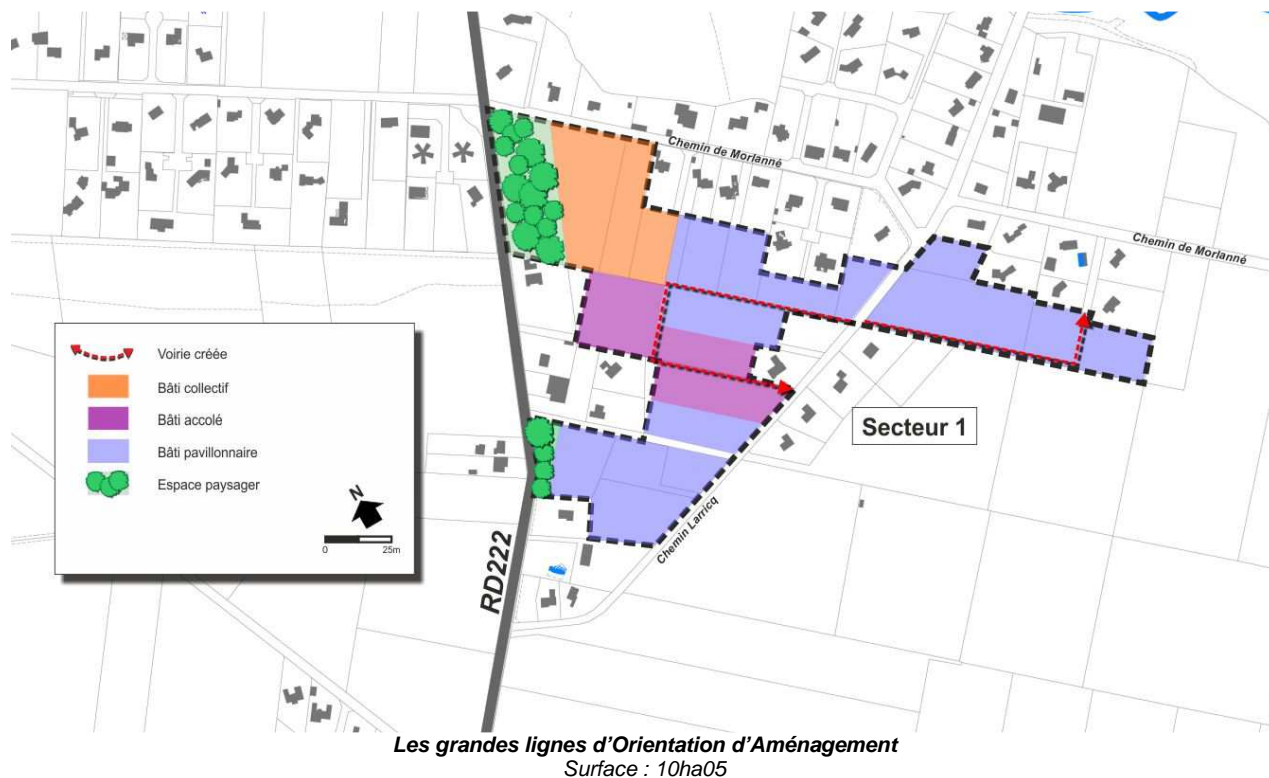 Chemin de Morlanné
Chemin de Morlanné
Voirie créée
Bâti collectif
Bâti accolé
Bâti pavillonnaire
Espace paysager
N
0 25m
Secteur 1
RD222
Chemin Larricq
Les grandes lignes d'Orientation d'Aménagement
Surface : 10ha05